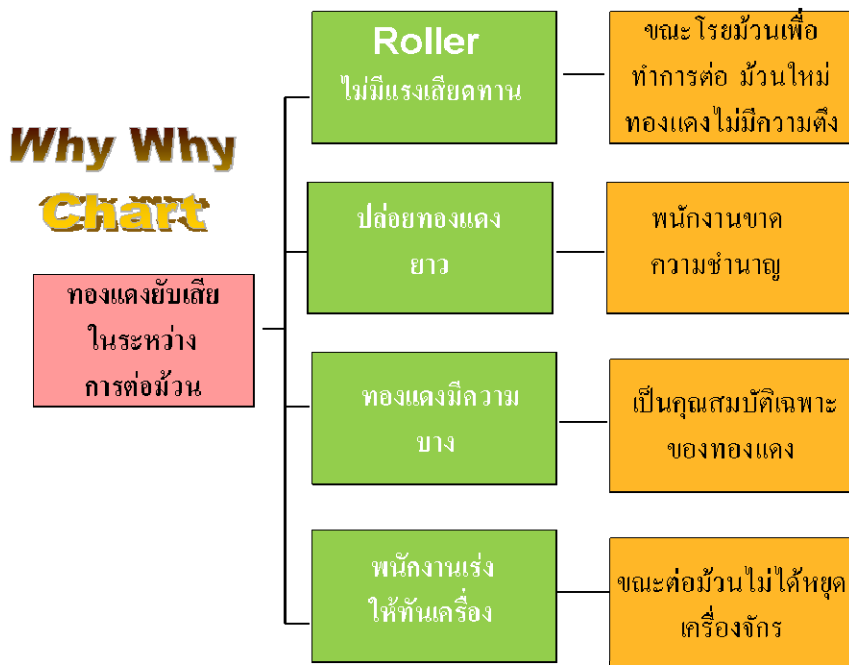 Why Why
Chart
ทองแดงยับเสีย
ในระหว่าง
การต่อม้วน
Roller
ไม่มีแรงเสียดทาน
ขณะโรยม้วนเพื่อ
ทำการต่อ ม้วนใหม่
ทองแดงไม่มีความตึง
ปล่อยทองแดง
ยาว
พนักงานขาด
ความชำนาญ
ทองแดงมีความ
บาง
เป็นคุณสมบัติเฉพาะ
ของทองแดง
พนักงานเร่ง
ให้ทันเครื่อง
ขณะต่อม้วนไม่ได้หยุด
เครื่องจักร